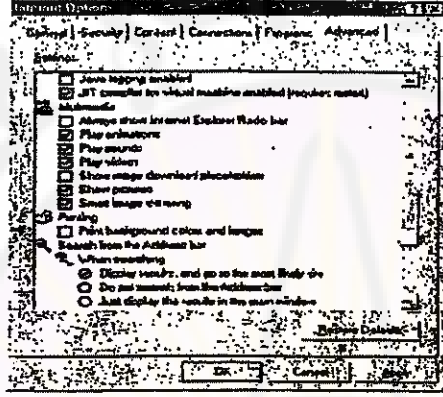 Internet Options
General Security Content Connections Programs Advanced
Settings:
Java logging enabled
JIT compiler for virtual machine enabled (requires restart)
Multimedia
Always show Internet Explorer Radio bar
Play animations
Play sounds
Play videos
Show image download placeholders
Show pictures
Smart image dithering
Printing
Print background colors and images
Search from the Address bar
When searching
Display results, and go to the most likely site
Do not search from the Address bar
Just display the results in the main window
Restore Defaults
OK Cancel Apply